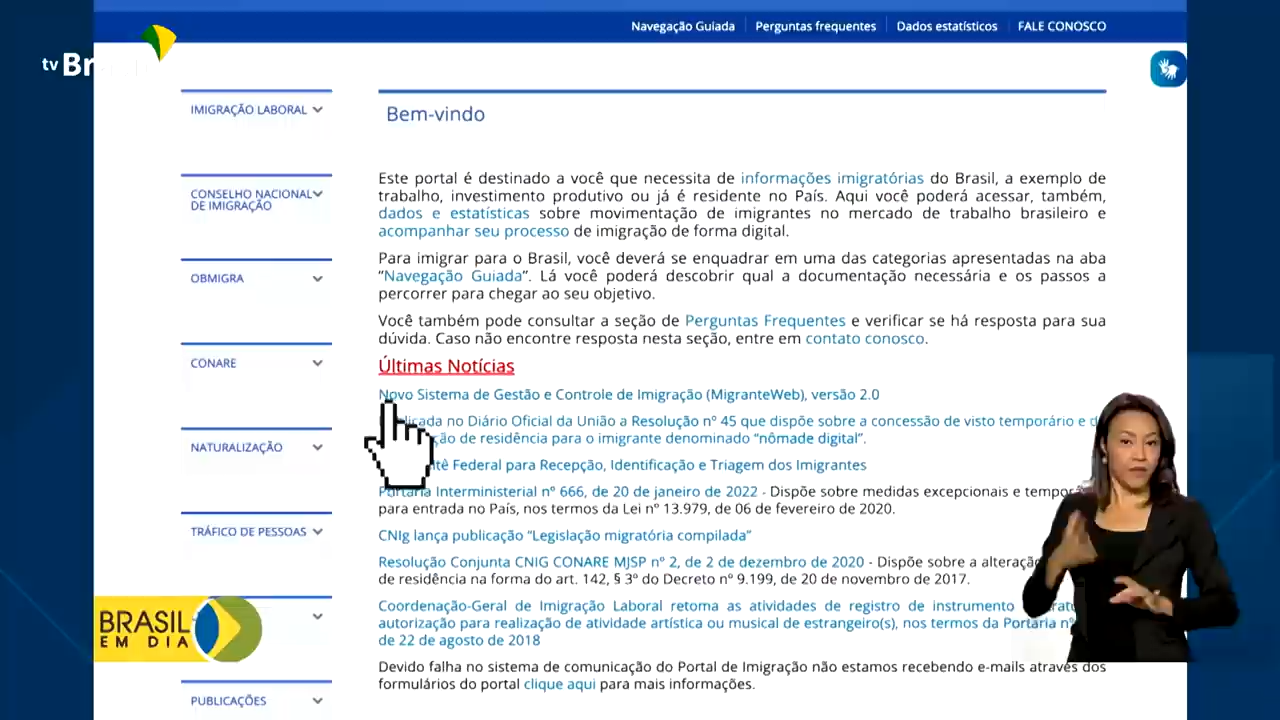 Navegação Guiada Perguntas frequentes Dados estatísticos FALE CONOSCO
tv Br
IMIGRAÇÃO LABORAL
CONSELHO NACIONAL
DE IMIGRAÇÃO
OBMIGRA
CONARE
NATURALIZAÇÃO
TRÁFICO DE PESSOAS
PUBLICAÇÕES
Bem-vindo
Este portal é destinado a você que necessita de informações imigratórias do Brasil, a exemplo de
trabalho, investimento produtivo ou já é residente no País. Aqui você poderá acessar, também,
dados e estatísticas sobre movimentação de imigrantes no mercado de trabalho brasileiro e
acompanhar seu processo de imigração de forma digital.
Para imigrar para o Brasil, você deverá se enquadrar em uma das categorias apresentadas na aba
“Navegação Guiada”. Lá você poderá descobrir qual a documentação necessária e os passos a
percorrer para chegar ao seu objetivo.
Você também pode consultar a seção de Perguntas Frequentes e verificar se há resposta para sua
dúvida. Caso não encontre resposta nesta seção, entre em contato conosco.
Últimas Notícias
Novo Sistema de Gestão e Controle de Imigração (MigranteWeb), versão 2.0
no Diário Oficial da União a Resolução nº 45 que dispõe sobre a concessão de visto temporário e
de residência para o imigrante denominado “nômade digital”.
Federal para Recepção, Identificação e Triagem dos Imigrantes
Portaria Interministerial nº 666, de 20 de janeiro de 2022 - Dispõe sobre medidas excepcionais e
para entrada no País, nos termos da Lei nº 13.979, de 06 de fevereiro de 2020.
CNIg lança publicação “Legislação migratória compilada”
Resolução Conjunta CNIG CONARE MJSP nº 2, de 2 de dezembro de 2020 - Dispõe sobre a alteração
de residência na forma do art. 142, § 3º do Decreto nº 9.199, de 20 de novembro de 2017.
Coordenação-Geral de Imigração Laboral retoma as atividades de registro de instrumento
autorização para realização de atividade artística ou musical de estrangeiro(s), nos termos da Portaria nº
de 22 de agosto de 2018
Devido falha no sistema de comunicação do Portal de Imigração não estamos recebendo e-mails através dos
formulários do portal clique aqui para mais informações.
BRASIL
EM DIA